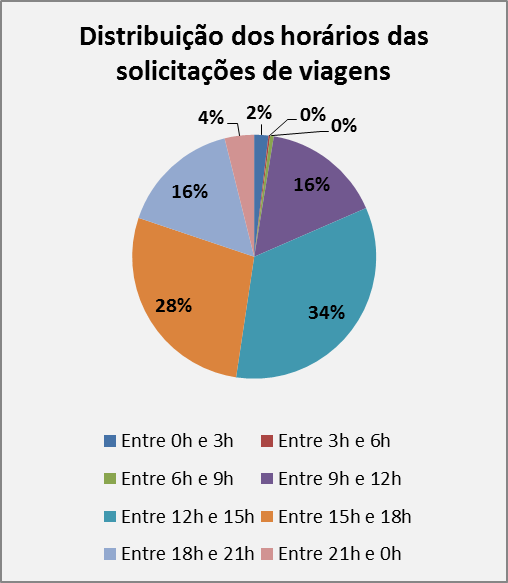 Distribuição dos horários das
solicitações de viagens
4%
2%
0%
0%
16%
16%
28%
34%
Entre 0h e 3h
Entre 3h e 6h
Entre 6h e 9h
Entre 9h e 12h
Entre 12h e 15h
Entre 15h e 18h
Entre 18h e 21h
Entre 21h e 0h